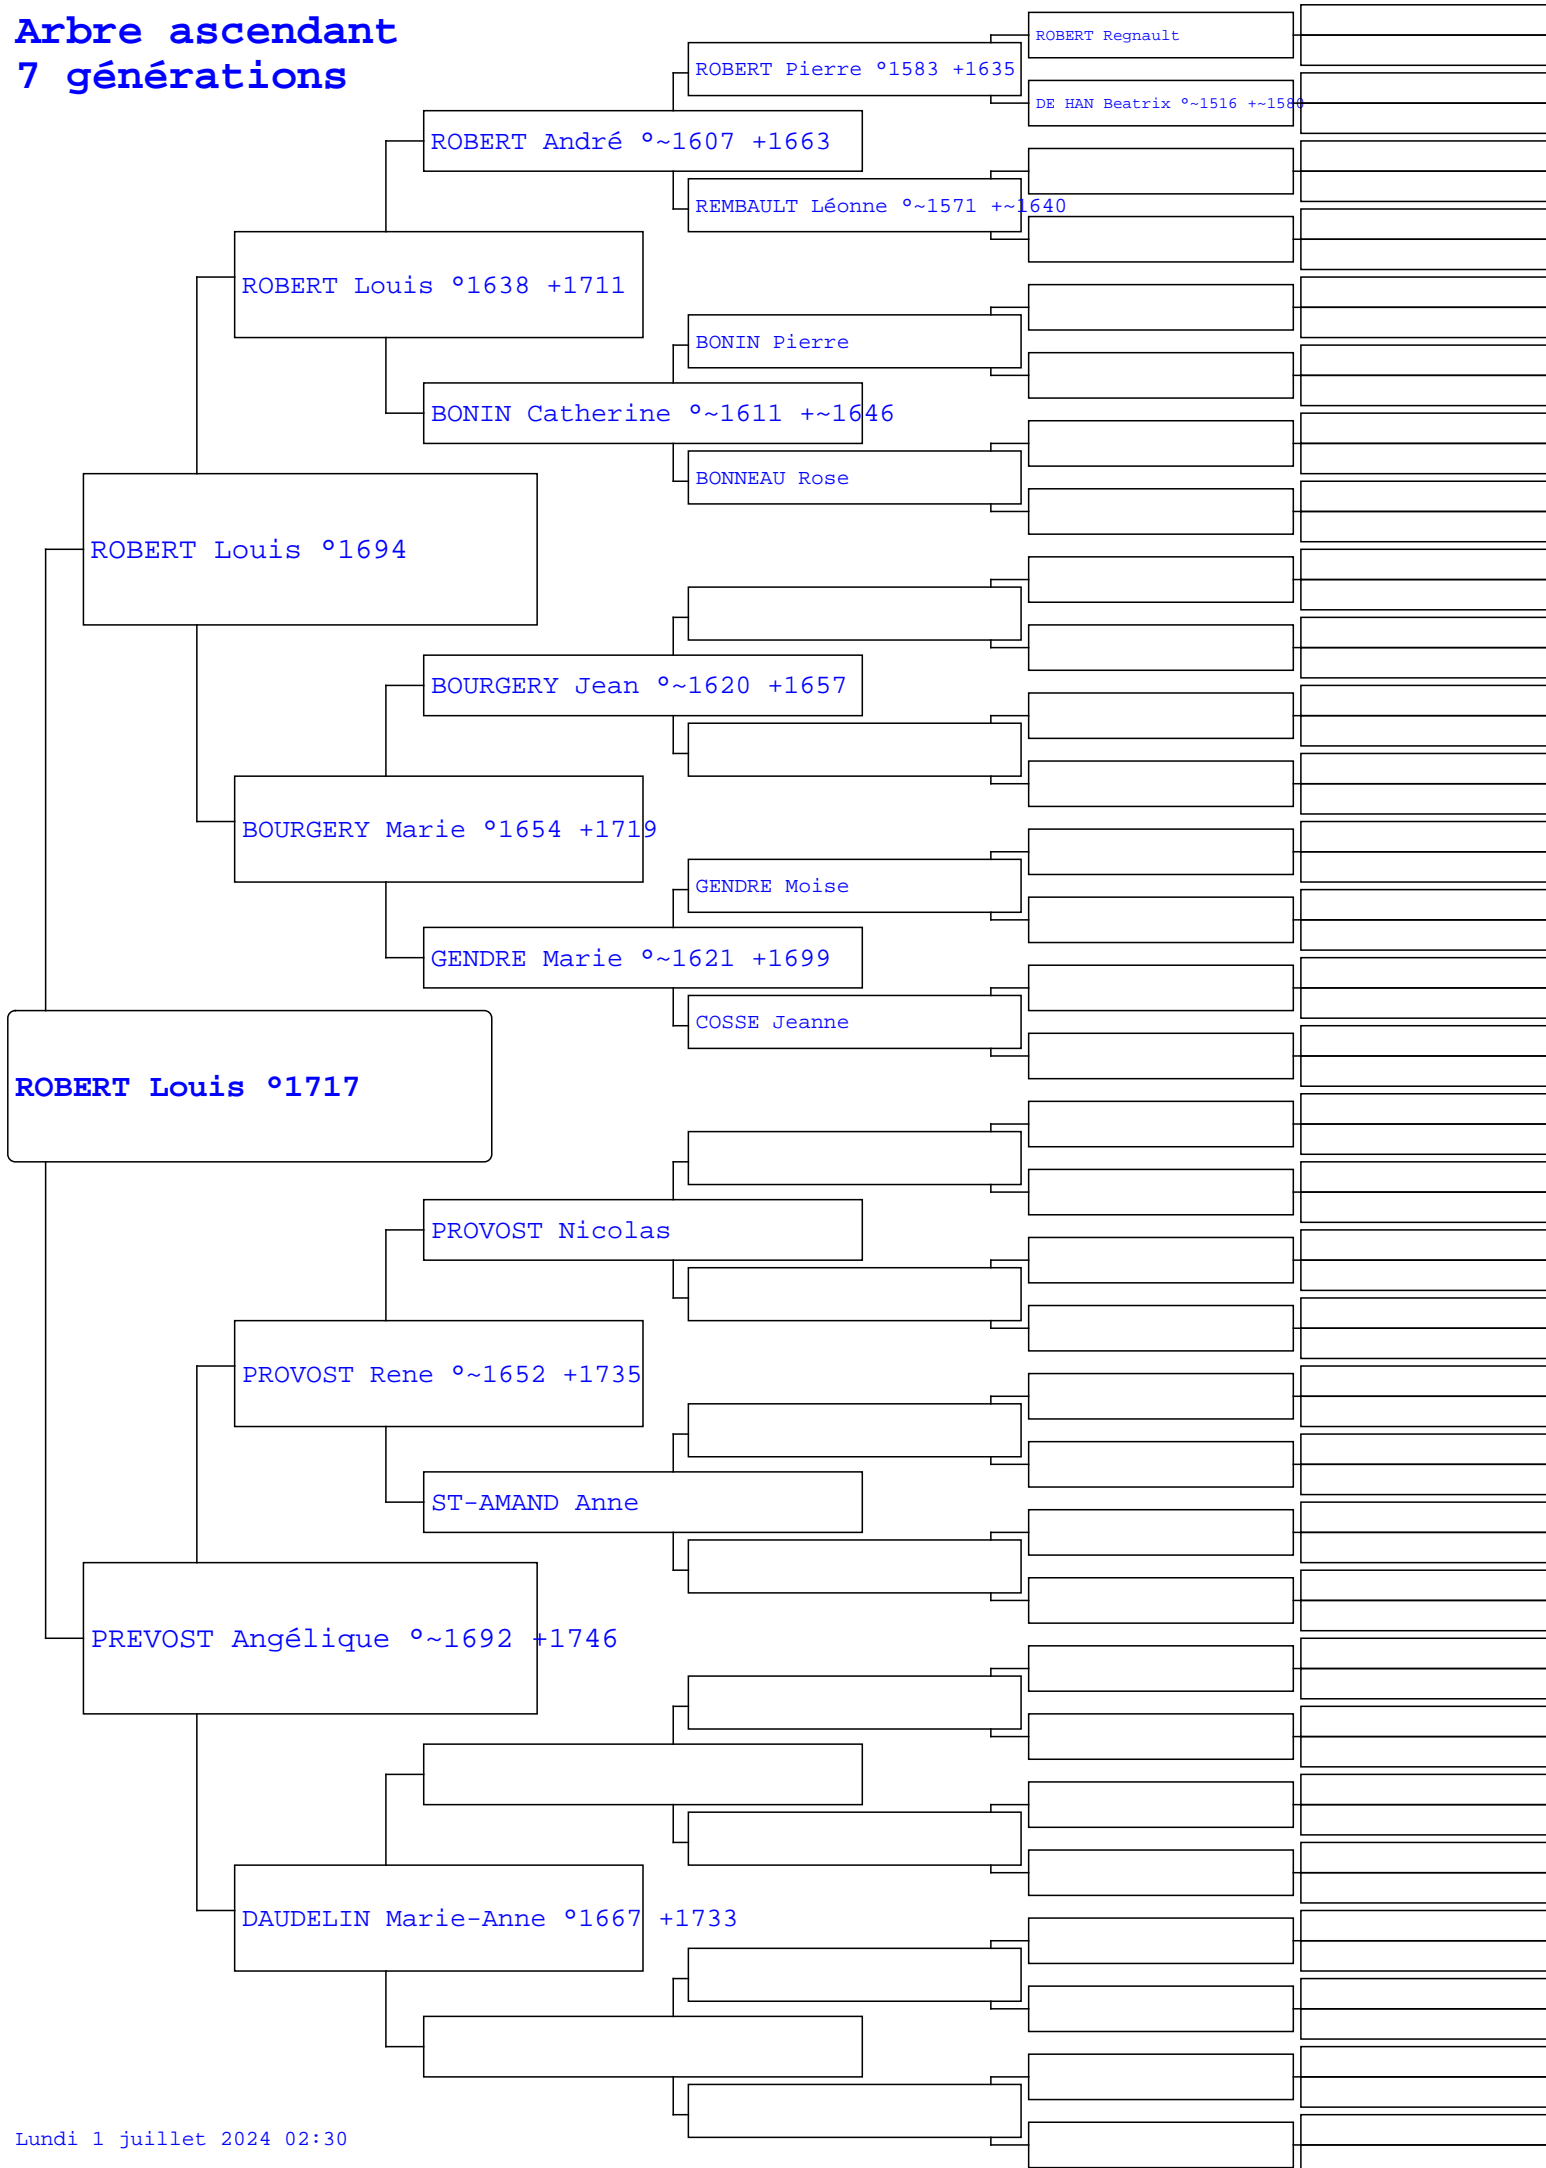 Arbre ascendant
7 générations
ROBERT Regnault
ROBERT Pierre °1583 +1635
DE HAN Beatrix °~1516 +~1580
ROBERT André °~1607 +1663
REMBAULT Léonne °~1571 +~1640
ROBERT Louis °1638 +1711
BONIN Pierre
BONIN Catherine °~1611 +~1646
BONNEAU Rose
ROBERT Louis °1694
BOURGERY Jean °~1620 +1657
BOURGERY Marie °1654 +1719
GENDRE Moise
GENDRE Marie °~1621 +1699
COSSE Jeanne
ROBERT Louis °1717
PROVOST Nicolas
PROVOST Rene °~1652 +1735
ST-AMAND Anne
PREVOST Angélique °~1692 +1746
DAUDELIN Marie-Anne °1667 +1733
Lundi 1 juillet 2024 02:30